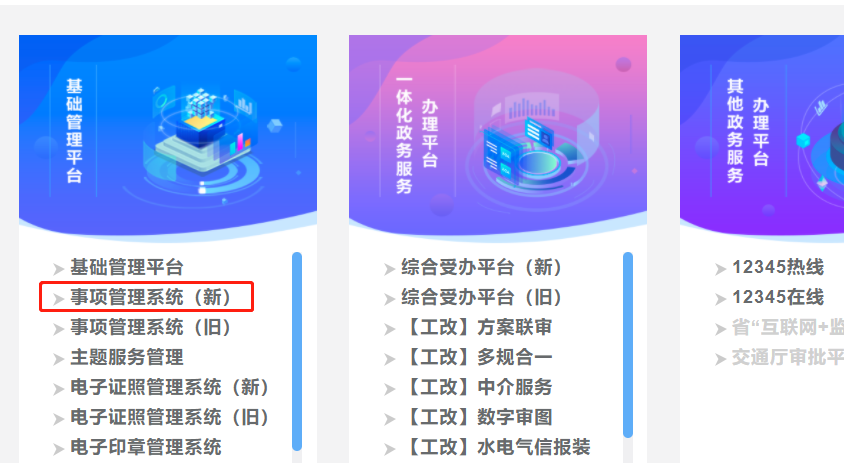 基础管理平台
基础管理平台
事项管理系统（新）
事项管理系统（旧）
主题服务管理
电子证照管理系统（新）
电子证照管理系统（旧）
电子印章管理系统
一体化政务服务
办理平台
综合受办平台（新）
综合受办平台（旧）
【工改】方案联审
【工改】多规合一
【工改】中介服务
【工改】数字审图
【工改】水电气信报装
其他政务服务
办理平台
12345热线
12345在线
省“互联网+监
交通厅审批平